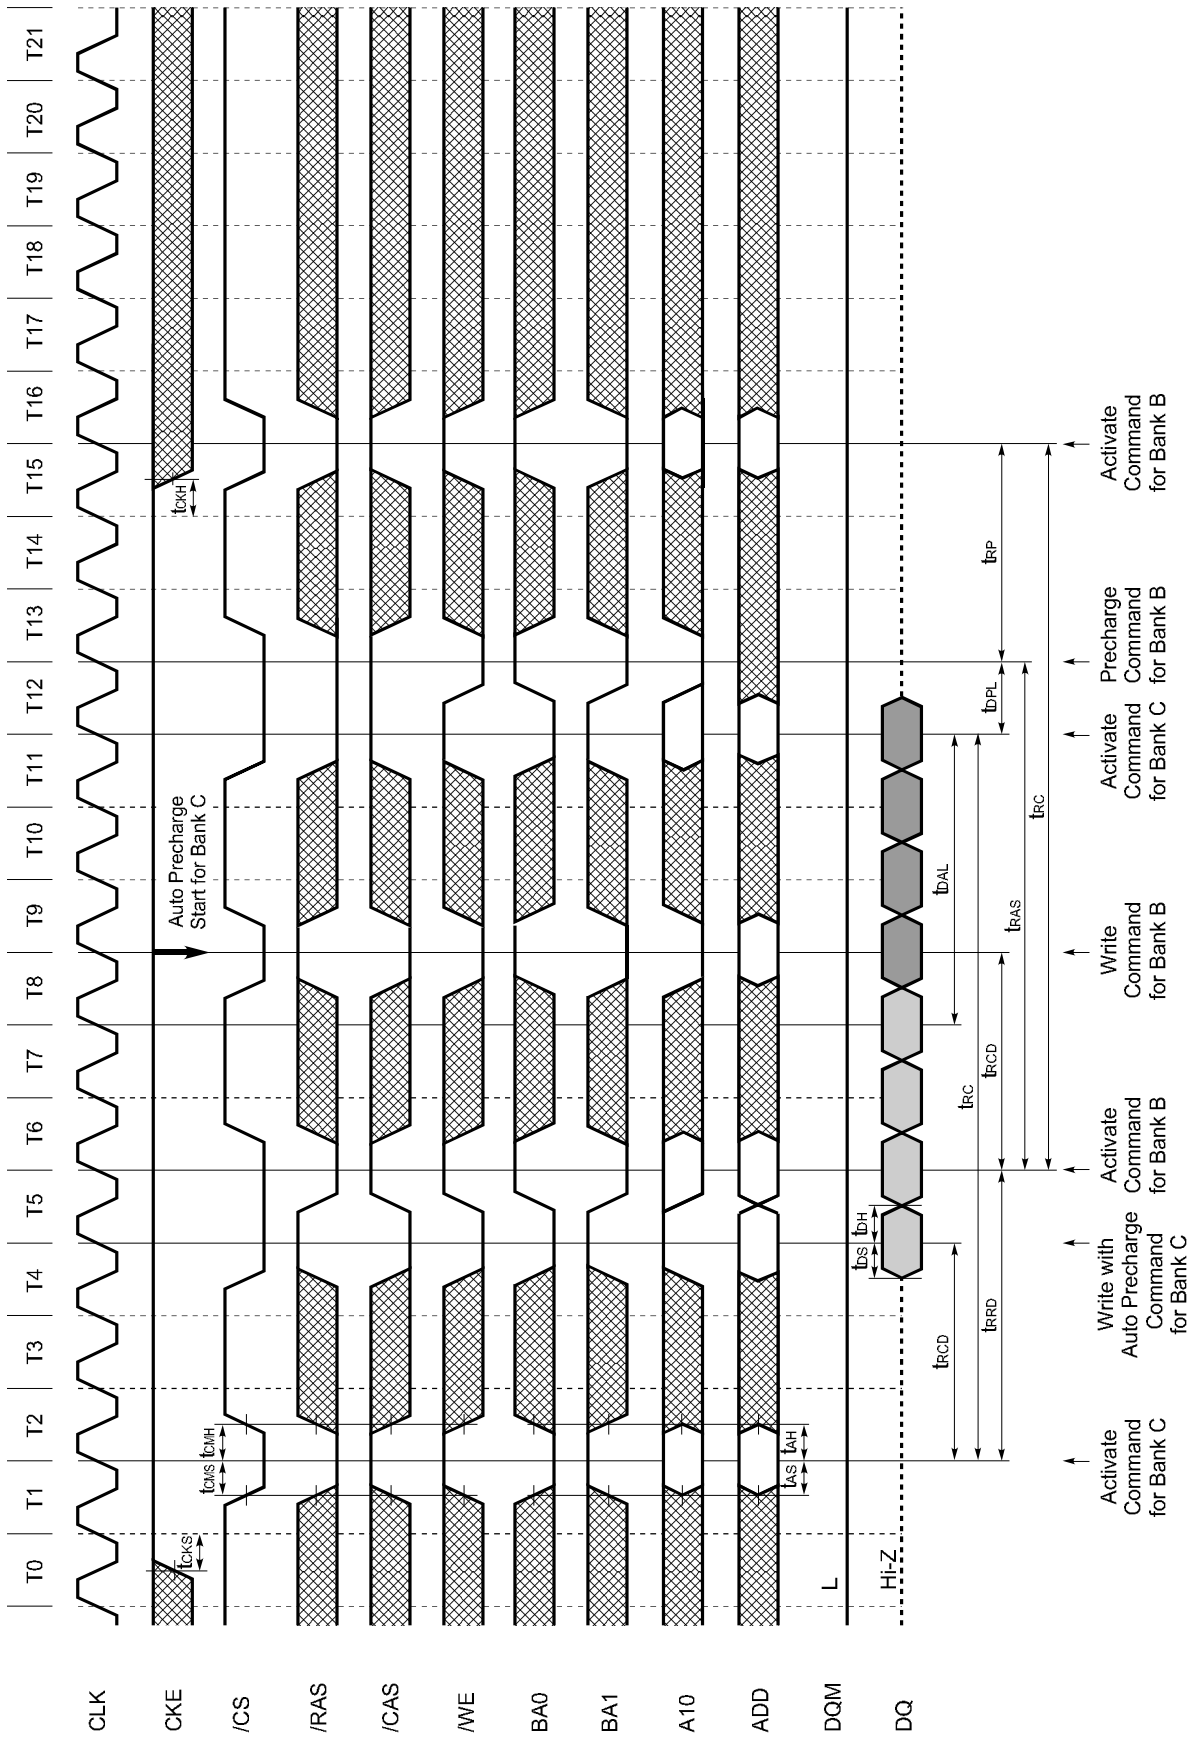 T0 T1 T2 T3 T4 T5 T6 T7 T8 T9 T10 T11 T12 T13 T14 T15 T16 T17 T18 T19 T20 T21
CLK
CKE
tCKS
Auto Precharge
Start for Bank C
tCKH
/CS
tCMS tCMH
/RAS
/CAS
/WE
BA0
BA1
A10
ADD
tAS tAH
DQM
L
tDS tDH
DQ
Hi-Z
tRCD
tDAL
tRC
tRRD
tRCD
tDPL
tRP
tRAS
tRC
Activate
Command
for Bank C
Write with
Auto Precharge
Command
for Bank C
Activate
Command
for Bank B
Write
Command
for Bank B
Activate
Command
for Bank C
Precharge
Command
for Bank B
Activate
Command
for Bank B